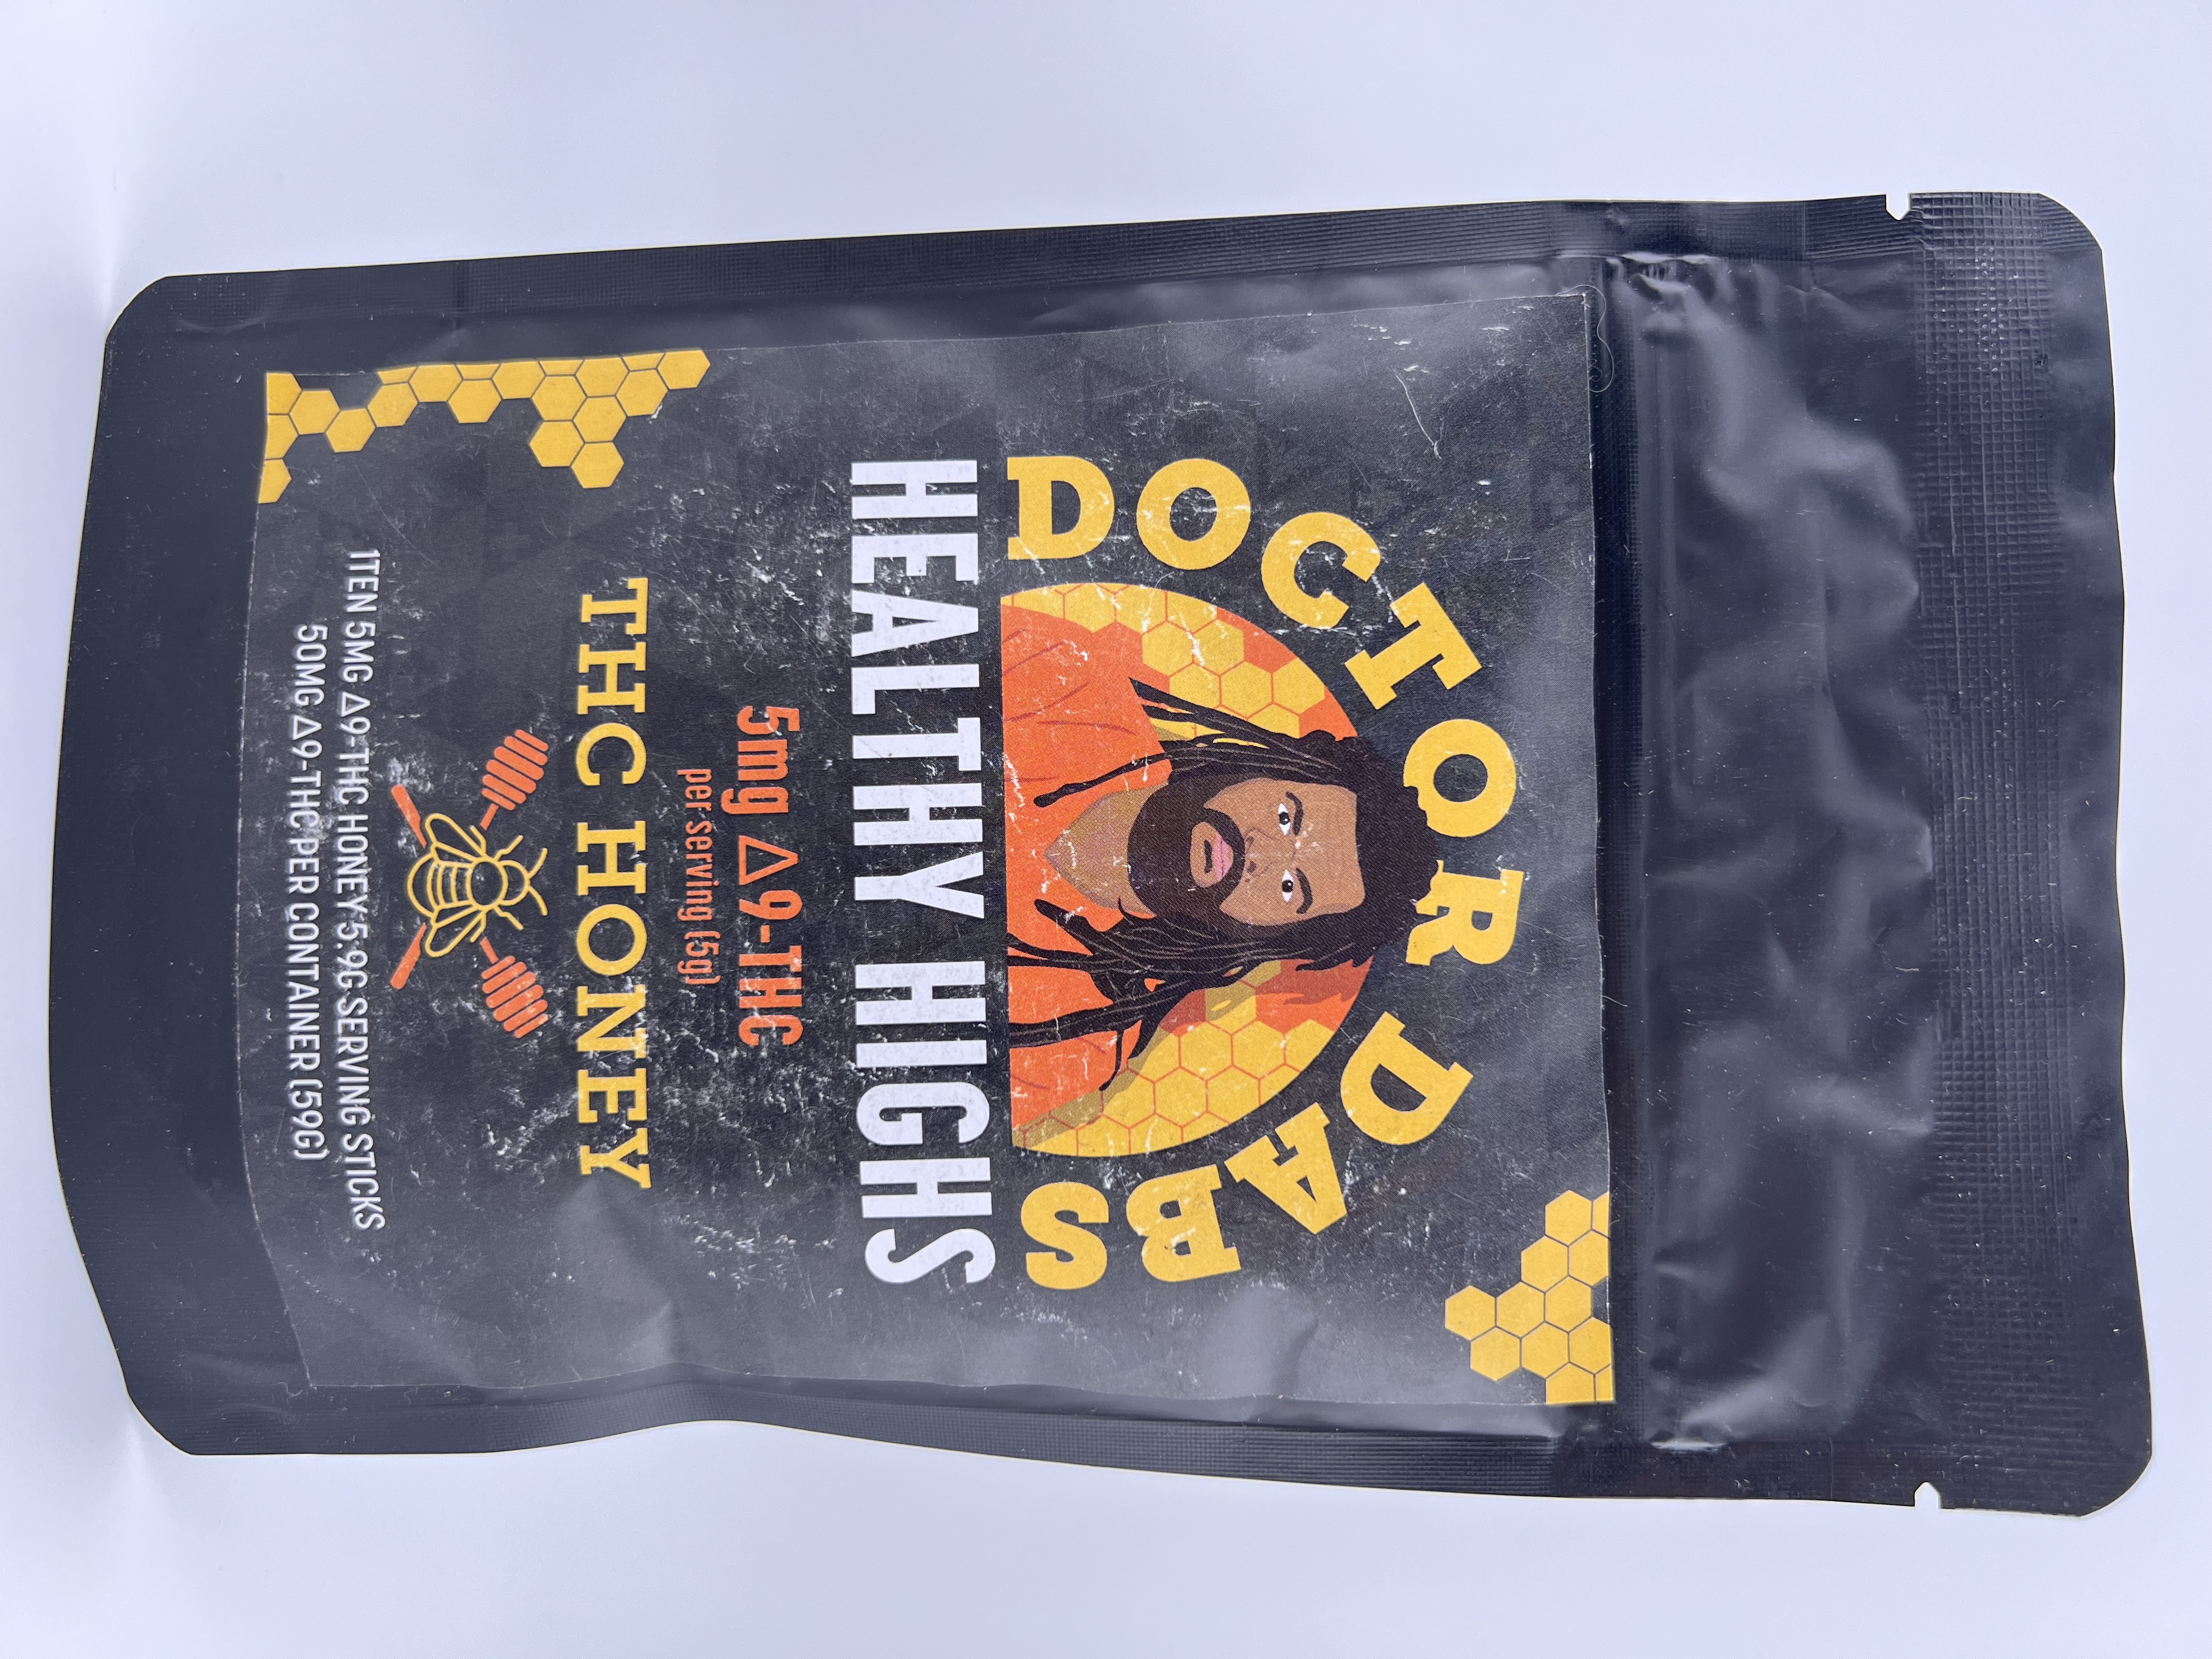 DOCTOR DABS
HEALTHY HIGHS
5mg Δ9-THC
per serving (5g)
THC HONEY
1TEN 5MG Δ9-THC HONEY 5.9G SERVING STICKS
50MG Δ9-THC PER CONTAINER (59G)